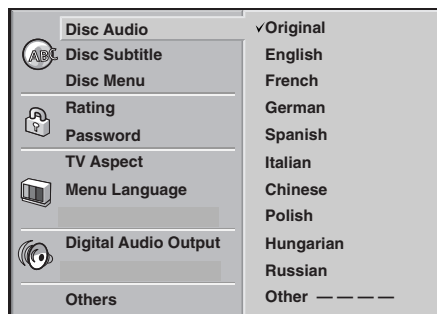 Disc Audio
Disc Subtitle
Disc Menu
Rating
Password
TV Aspect
Menu Language
Digital Audio Output
Others
✓Original
English
French
German
Spanish
Italian
Chinese
Polish
Hungarian
Russian
Other — — — —
ABC